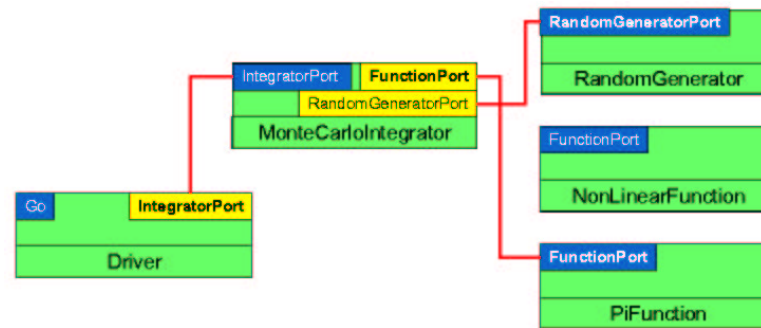 RandomGeneratorPort
RandomGenerator
IntegratorPort FunctionPort
RandomGeneratorPort
MonteCarloIntegrator
FunctionPort
NonLinearFunction
Go IntegratorPort
Driver
FunctionPort
PiFunction